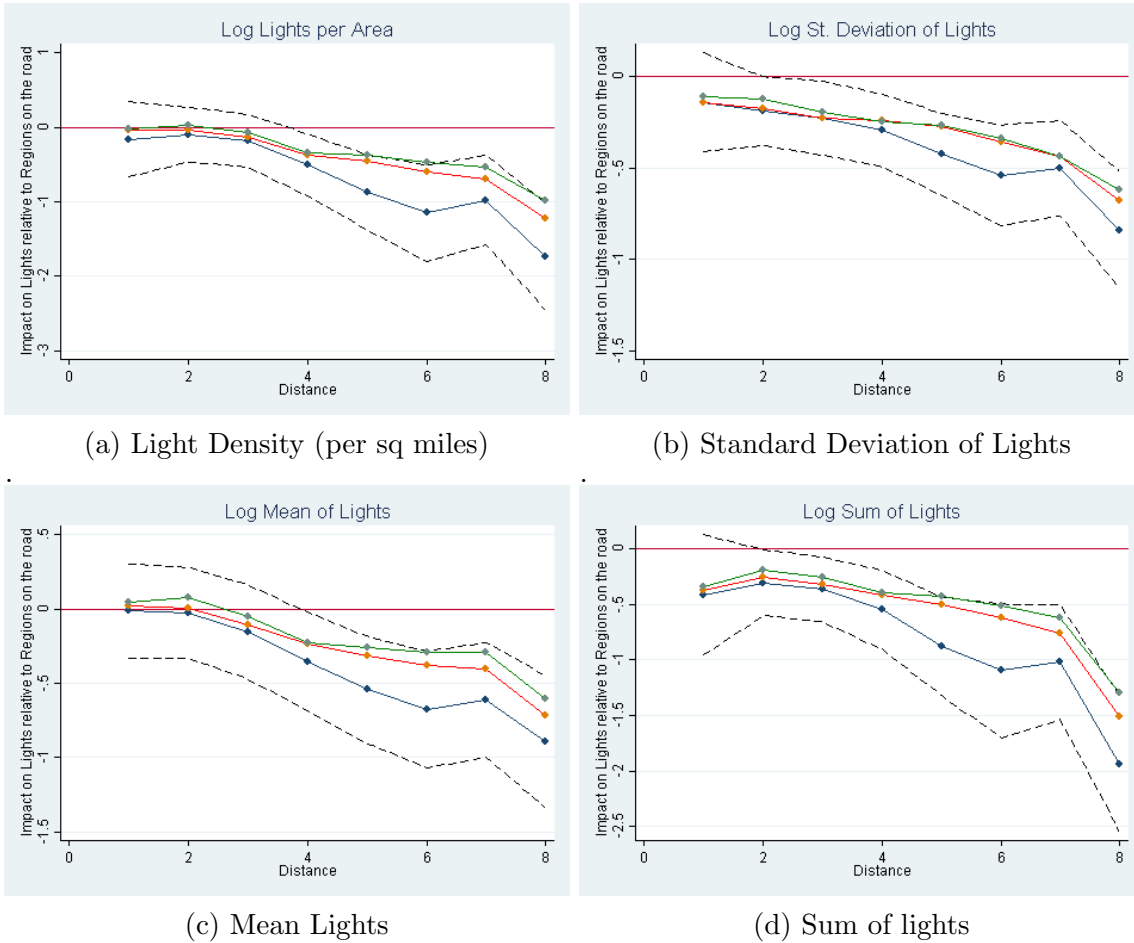 Log Lights per Area
Impact on Lights relative to Regions on the road
1
0
-1
-2
-3
0 2 4 6 8
Distance
(a) Light Density (per sq miles)
Log St. Deviation of Lights
Impact on Lights relative to Regions on the road
0
-.5
-1
-1.5
0 2 4 6 8
Distance
(b) Standard Deviation of Lights
.
.
Log Mean of Lights
Impact on Lights relative to Regions on the road
.5
0
-.5
-1
-1.5
0 2 4 6 8
Distance
(c) Mean Lights
Log Sum of Lights
Impact on Lights relative to Regions on the road
0
-.5
-1
-1.5
-2
-2.5
0 2 4 6 8
Distance
(d) Sum of lights